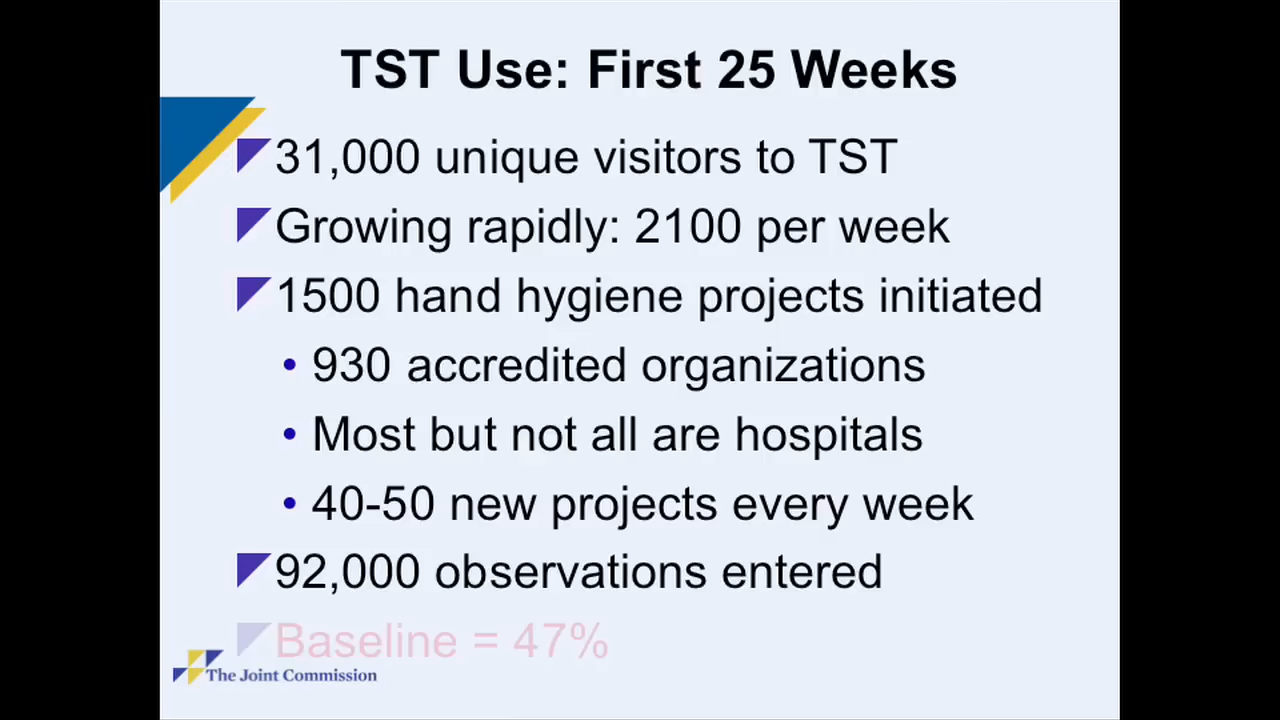 TST Use: First 25 Weeks
31,000 unique visitors to TST
Growing rapidly: 2100 per week
1500 hand hygiene projects initiated
• 930 accredited organizations
• Most but not all are hospitals
• 40-50 new projects every week
92,000 observations entered
Baseline = 47%
The Joint Commission